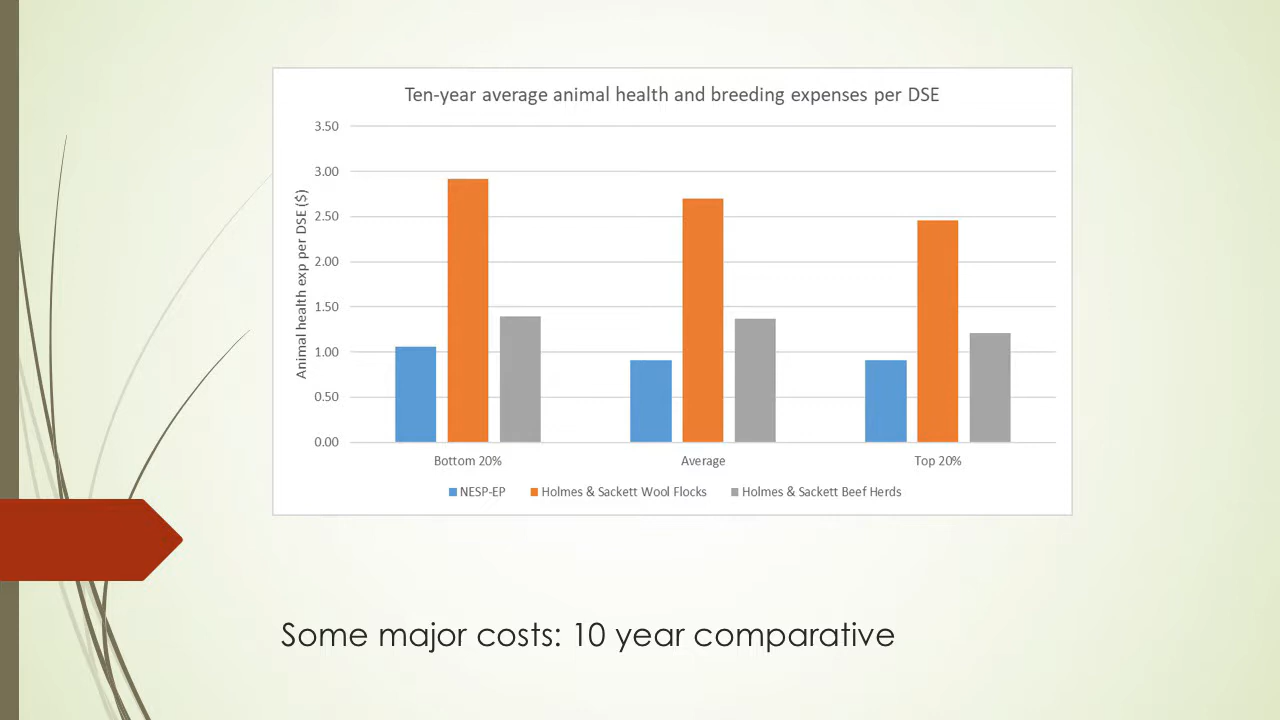 Ten-year average animal health and breeding expenses per DSE
Animal health exp per DSE ($)
3.50
3.00
2.50
2.00
1.50
1.00
0.50
0.00
Bottom 20% Average Top 20%
NESP-EP Holmes & Sackett Wool Flocks Holmes & Sackett Beef Herds
Some major costs: 10 year comparative